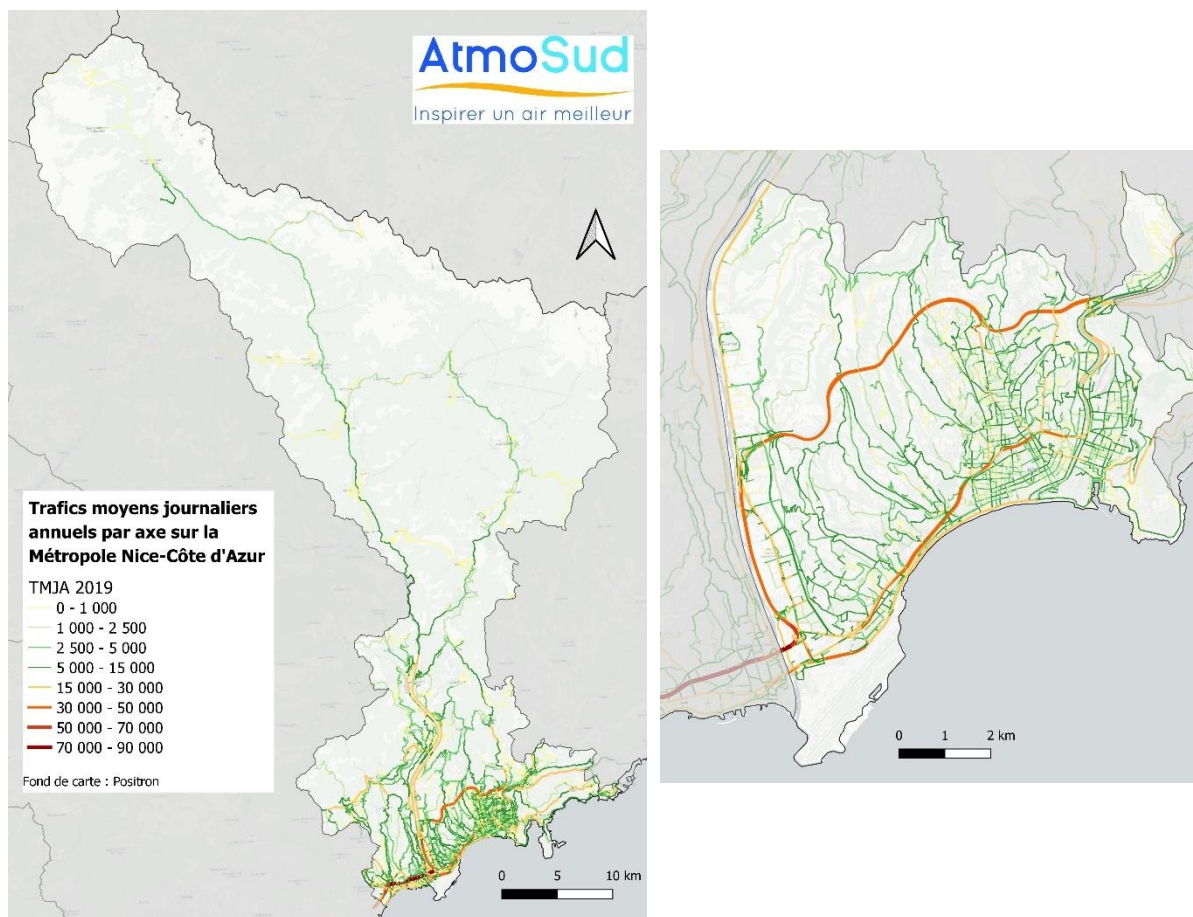 AtmoSud
Inspirer un air meilleur
Trafics moyens journaliers
annuels par axe sur la
Métropole Nice-Côte d'Azur
TMJA 2019
0 - 1 000
1 000 - 2 500
2 500 - 5 000
5 000 - 15 000
15 000 - 30 000
30 000 - 50 000
50 000 - 70 000
70 000 - 90 000
Fond de carte : Positron
0 5 10 km
0 1 2 km